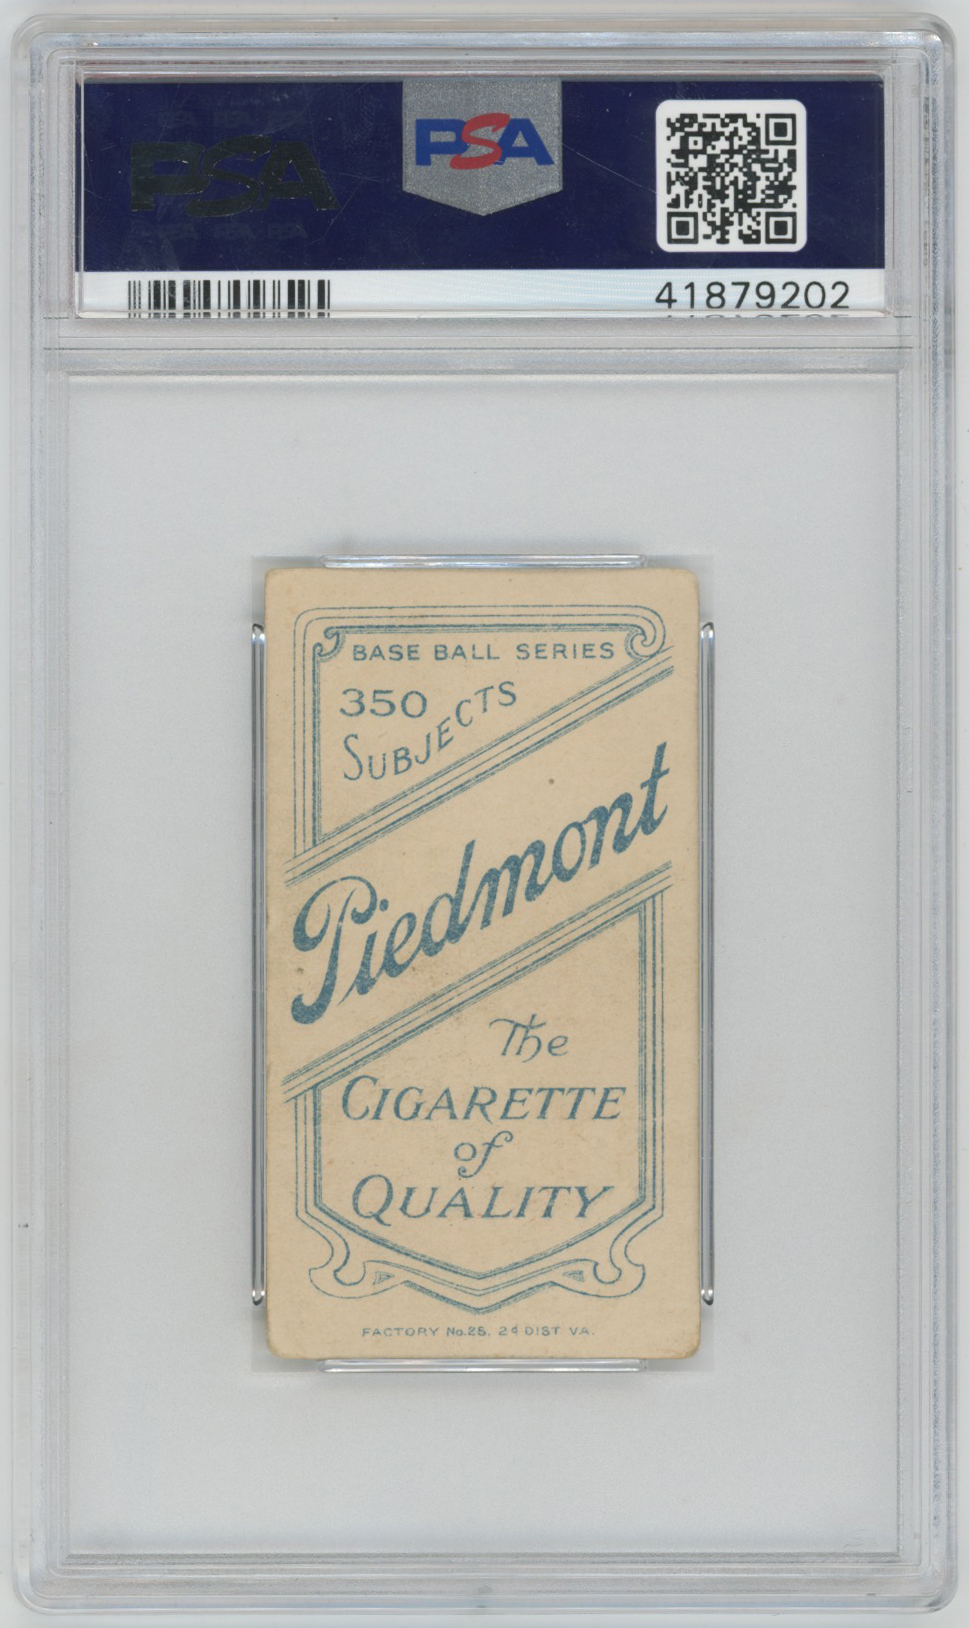 PSA
PSA
41879202
BASE BALL SERIES
350
SUBJECTS
Piedmont
The
CIGARETTE
of
QUALITY
FACTORY No. 25, 2d DIST VA.